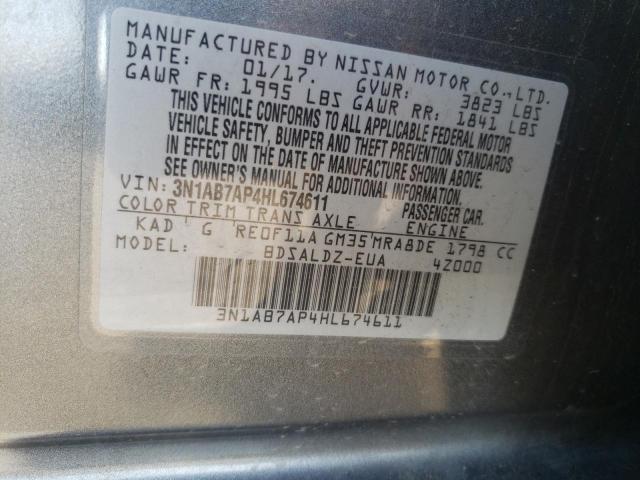 MANUFACTURED BY NISSAN MOTOR CO., LTD.
DATE: 01/17. GVWR: 3823 LBS
GAWR FR: 1995 LBS GAWR RR: 1841 LBS
THIS VEHICLE CONFORMS TO ALL APPLICABLE FEDERAL MOTOR
VEHICLE SAFETY, BUMPER AND THEFT PREVENTION STANDARDS
IN EFFECT ON THE DATE OF MANUFACTURE SHOWN ABOVE.
SEE OWNER'S MANUAL FOR ADDITIONAL INFORMATION.
VIN: 3N1AB7AP4HL674611 PASSENGER CAR.
COLOR TRIM TRANS AXLE ENGINE
KAD G RE0F11A GM35 MRA8DE 1798 CC
MODEL: BDSALDZ-EUA 42000
3N1AB7AP4HL674611